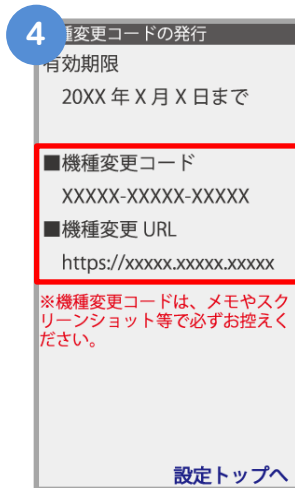 4
機種変更コードの発行
有効期限
20XX 年 X 月 X 日まで
■機種変更コード
XXXXX-XXXXX-XXXXX
■機種変更 URL
https://xxxxx.xxxxx.xxxxx
※機種変更コードは、メモやスク
リーンショット等で必ずお控えく
ださい。
設定トップへ